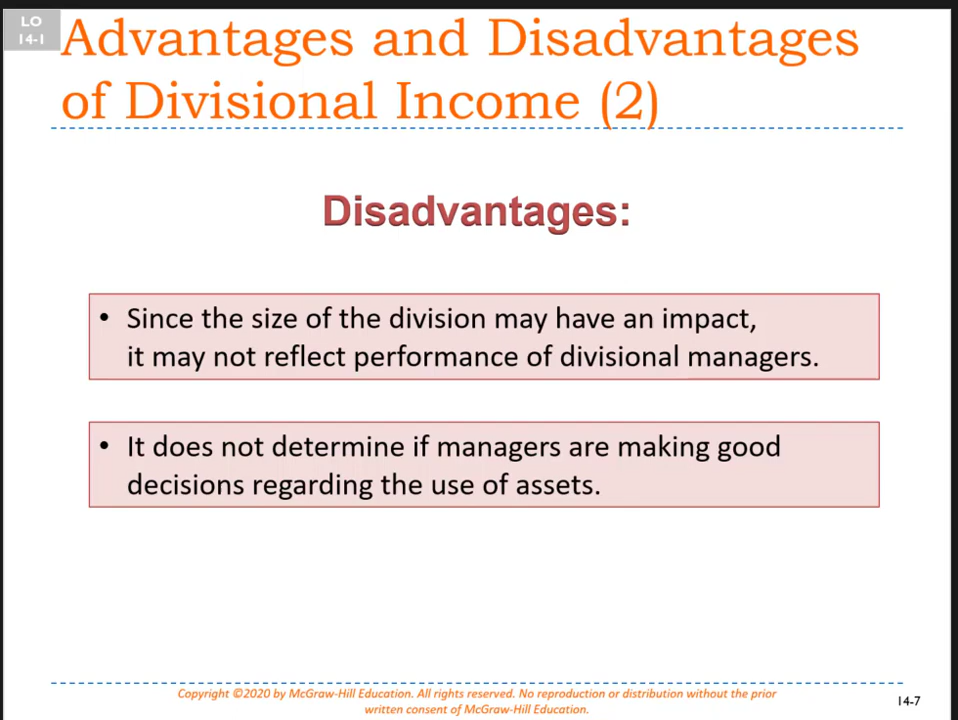 LO
14-1
Advantages and Disadvantages
of Divisional Income (2)
Disadvantages:
• Since the size of the division may have an impact,
it may not reflect performance of divisional managers.
• It does not determine if managers are making good
decisions regarding the use of assets.
Copyright ©2020 by McGraw-Hill Education. All rights reserved. No reproduction or distribution without the prior
written consent of McGraw-Hill Education.
14-7